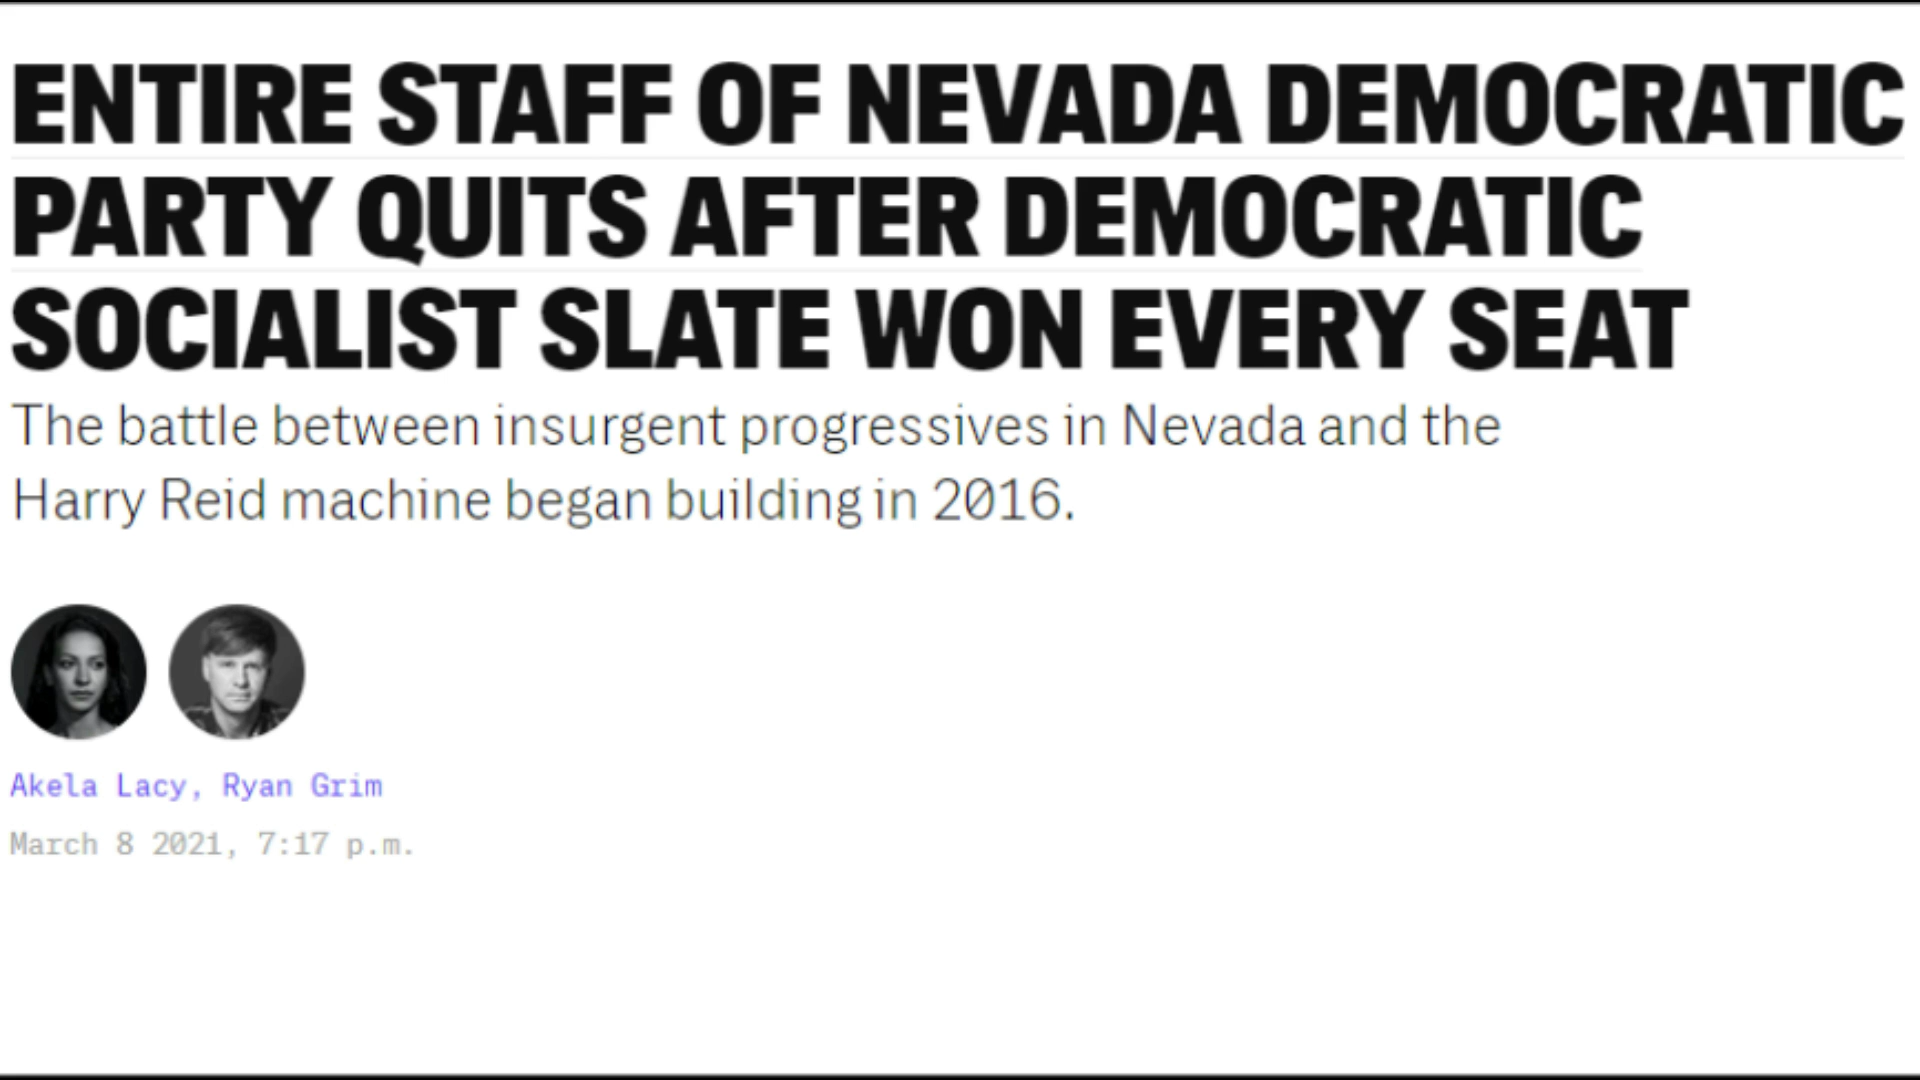 ENTIRE STAFF OF NEVADA DEMOCRATIC
PARTY QUITS AFTER DEMOCRATIC
SOCIALIST SLATE WON EVERY SEAT
The battle between insurgent progressives in Nevada and the
Harry Reid machine began building in 2016.
Akela Lacy, Ryan Grim
March 8 2021, 7:17 p.m.